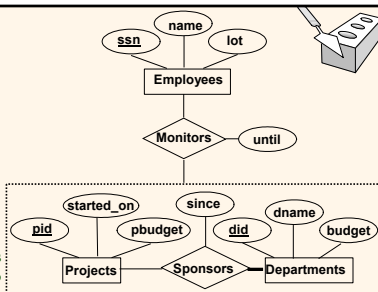 name
ssn
lot
Employees
Monitors
until
started_on
since
dname
pid
pbudget
did
budget
Projects
Sponsors
Departments